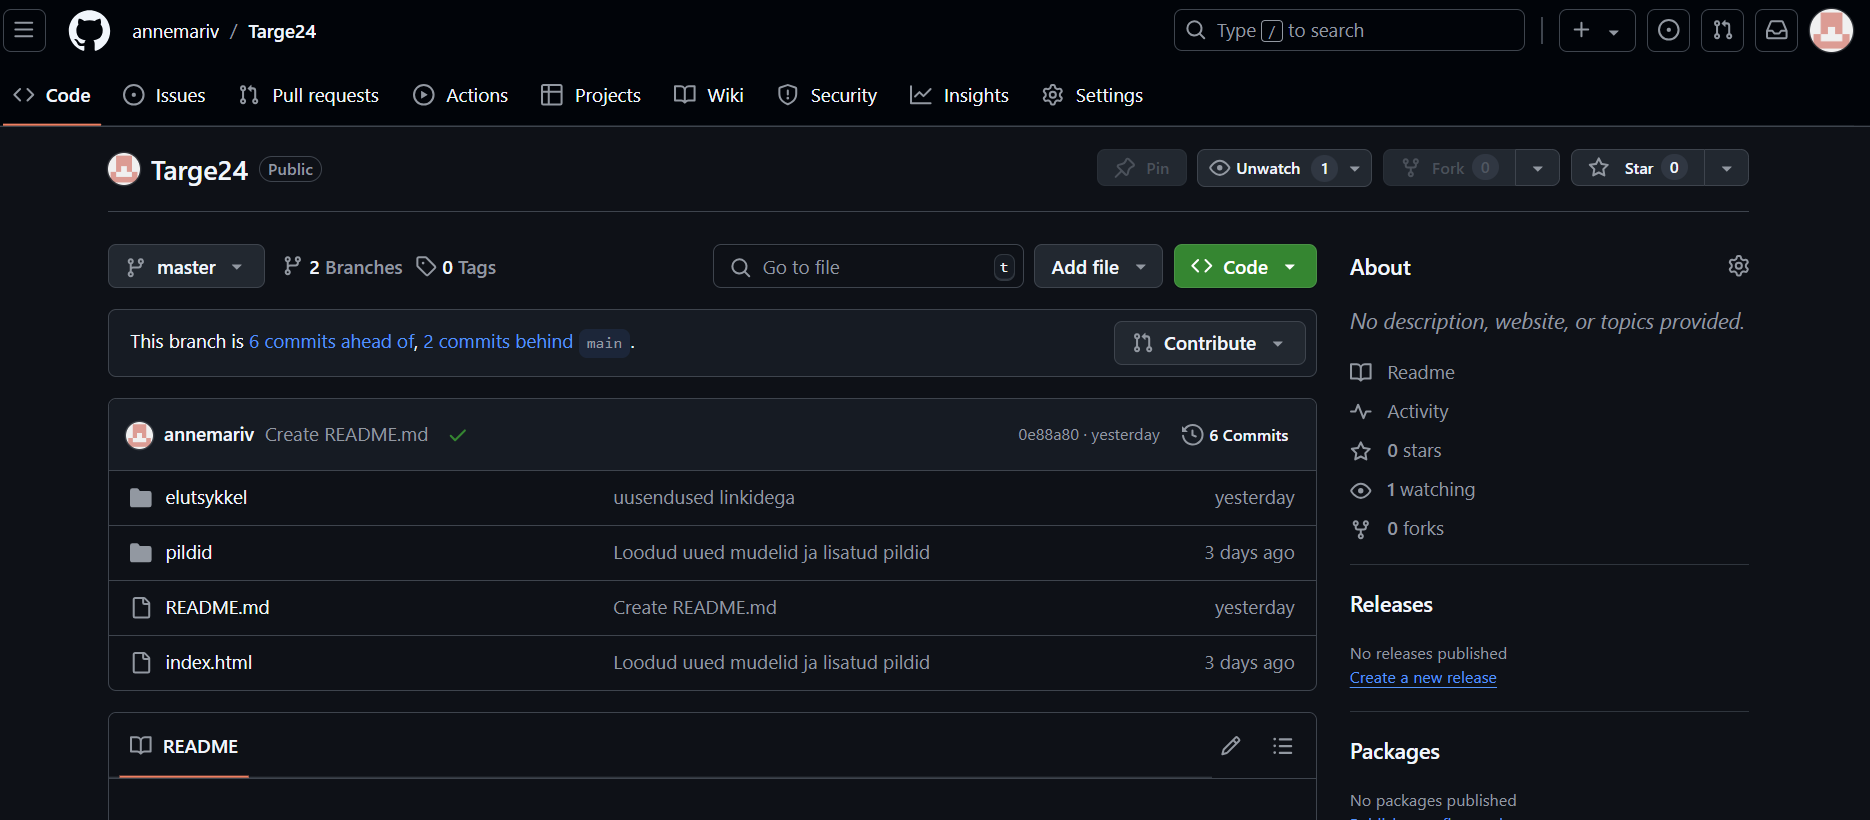 annemariv / Targe24
Type / to search
Code Issues Pull requests Actions Projects Wiki Security Insights Settings
Targe24 Public
Pin Unwatch 1 Fork 0 Star 0
master 2 Branches 0 Tags
Go to file t Add file Code
This branch is 6 commits ahead of, 2 commits behind main .
Contribute
annemariv Create README.md 0e88a80 · yesterday 6 Commits
elutsykkel uusendused linkidega yesterday
pildid Loodud uued mudelid ja lisatud pildid 3 days ago
README.md Create README.md yesterday
index.html Loodud uued mudelid ja lisatud pildid 3 days ago
README
About
No description, website, or topics provided.
Readme
Activity
0 stars
1 watching
0 forks
Releases
No releases published
Create a new release
Packages
No packages published